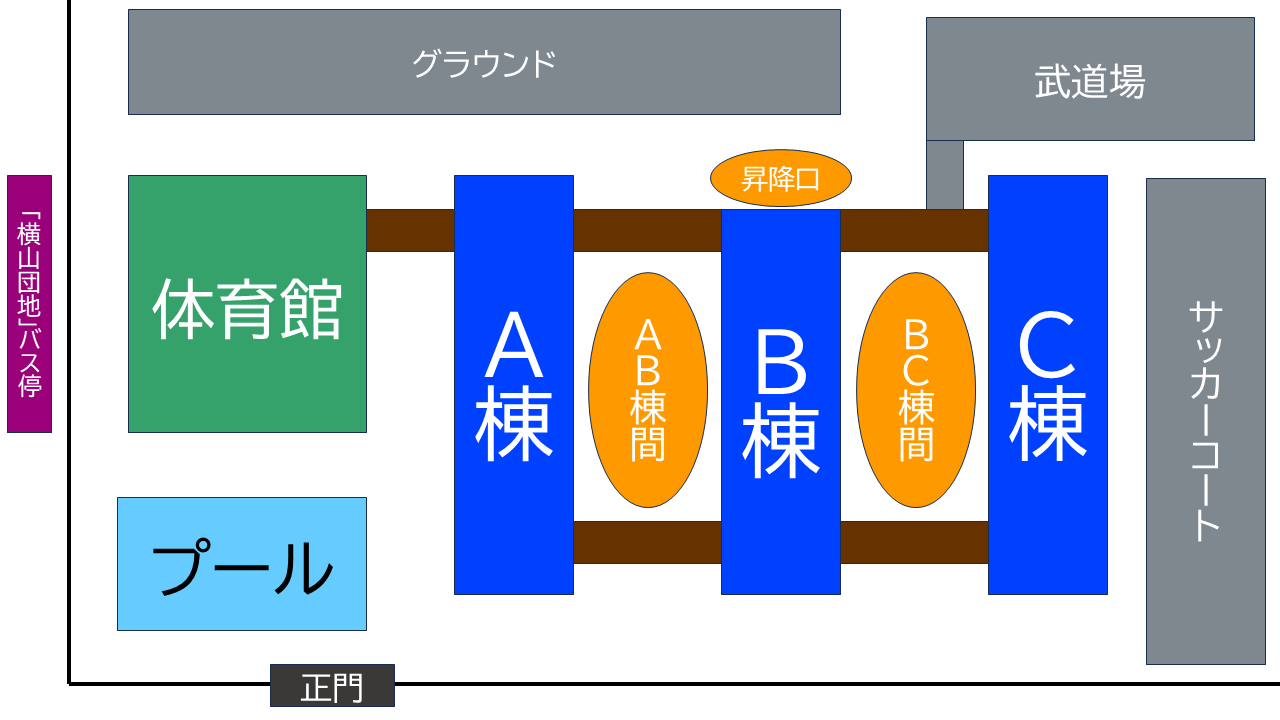 グラウンド
武道場
昇降口
「横山団地」バス停
体育館
A棟
AB棟間
B棟
BC棟間
C棟
サッカーコート
プール
正門